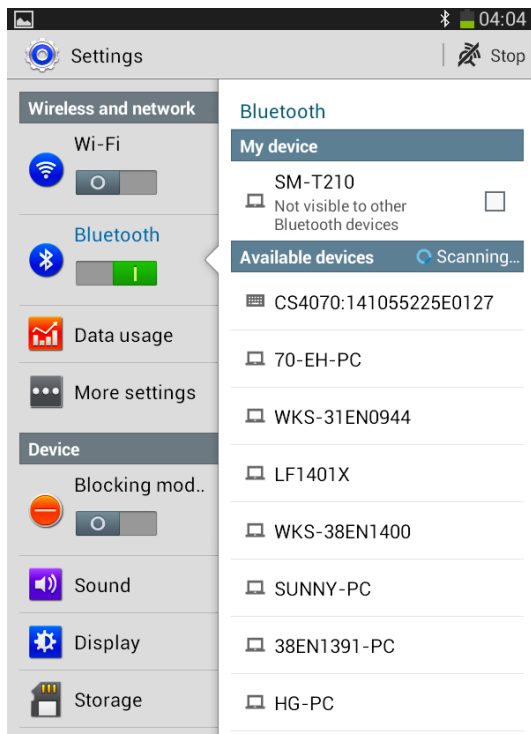 04:04
Settings
Stop
Wireless and network
Wi-Fi
Bluetooth
Data usage
More settings
Device
Blocking mod..
Sound
Display
Storage
Bluetooth
My device
SM-T210
Not visible to other
Bluetooth devices
Available devices Scanning...
CS4070:141055225E0127
70-EH-PC
WKS-31EN0944
LF1401X
WKS-38EN1400
SUNNY-PC
38EN1391-PC
HG-PC